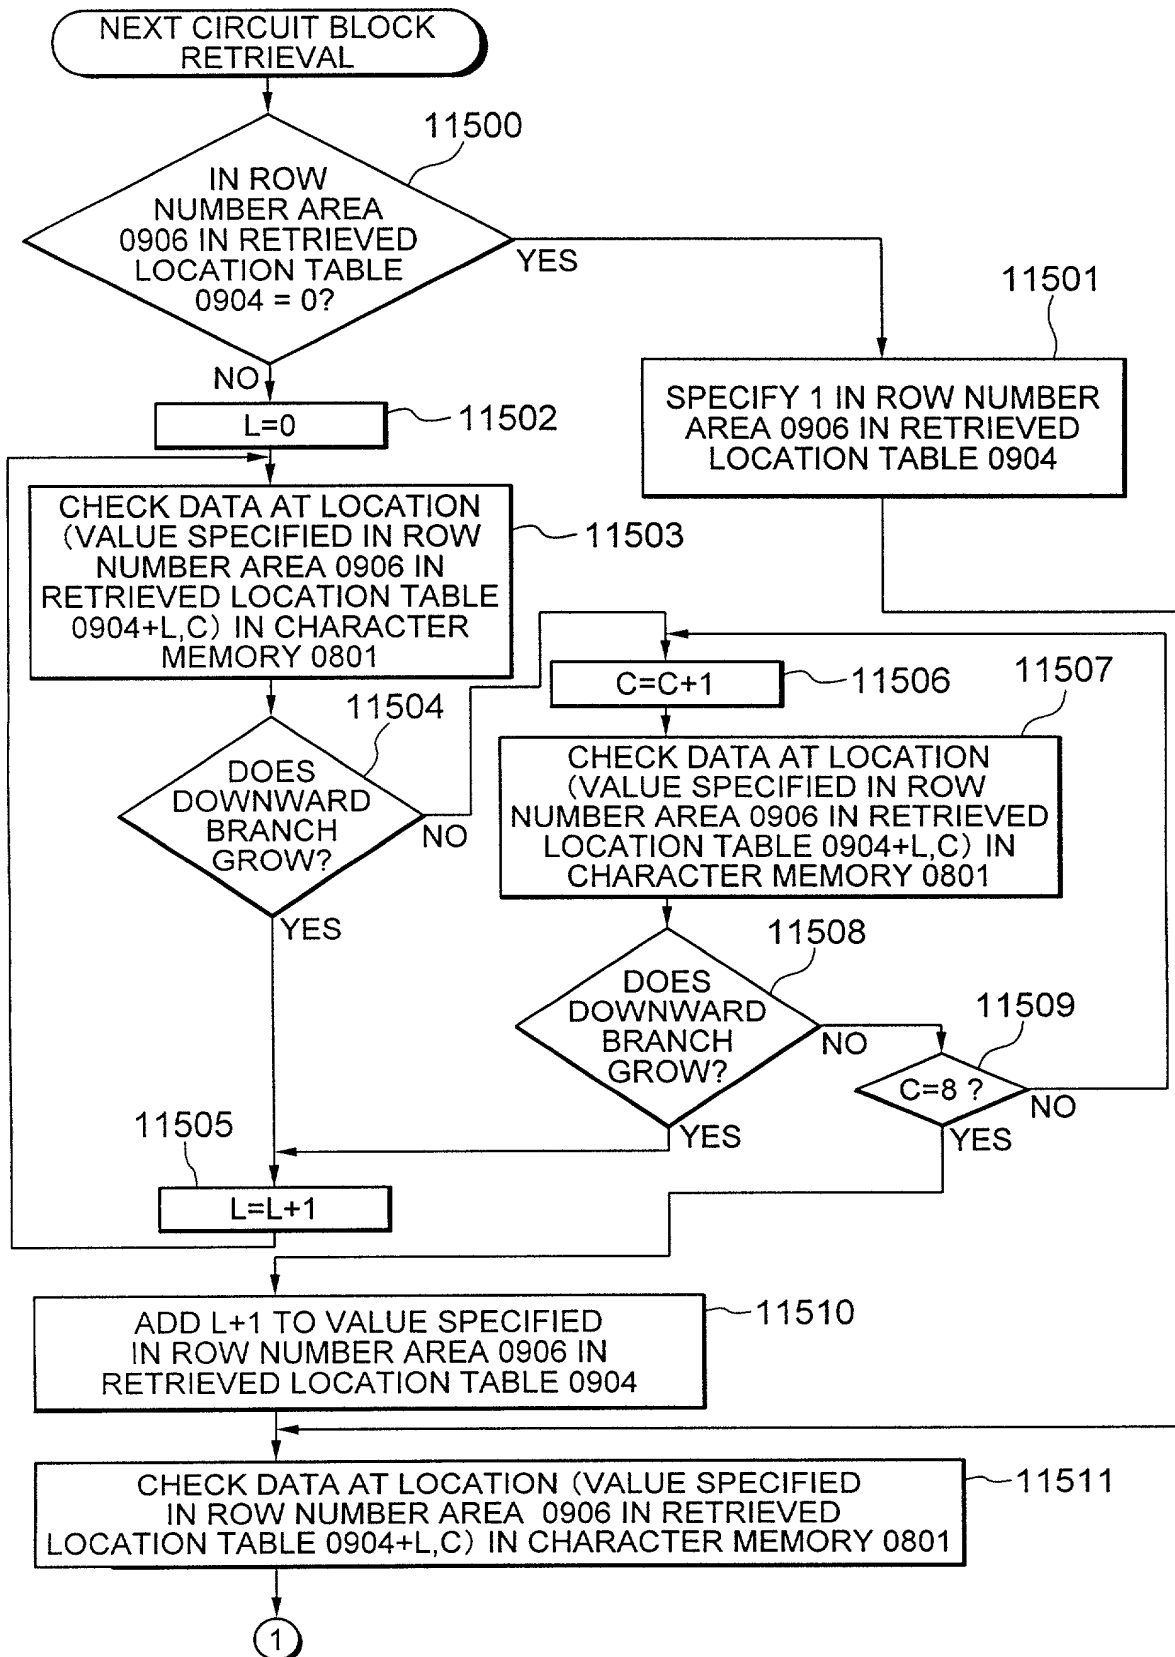 NEXT CIRCUIT BLOCK
RETRIEVAL
11500
IN ROW
NUMBER AREA
0906 IN RETRIEVED
LOCATION TABLE
0904 = 0?
YES
NO
11501
SPECIFY 1 IN ROW NUMBER
AREA 0906 IN RETRIEVED
LOCATION TABLE 0904
11502
L=0
11503
CHECK DATA AT LOCATION
(VALUE SPECIFIED IN ROW
NUMBER AREA 0906 IN
RETRIEVED LOCATION TABLE
0904+L,C) IN CHARACTER
MEMORY 0801
11504
DOES
DOWNWARD
BRANCH
GROW?
NO
YES
11506
C=C+1
11507
CHECK DATA AT LOCATION
(VALUE SPECIFIED IN ROW
NUMBER AREA 0906 IN RETRIEVED
LOCATION TABLE 0904+L,C) IN
CHARACTER MEMORY 0801
11508
DOES
DOWNWARD
BRANCH
GROW?
NO
YES
11509
C=8 ?
NO
YES
11505
L=L+1
11510
ADD L+1 TO VALUE SPECIFIED
IN ROW NUMBER AREA 0906 IN
RETRIEVED LOCATION TABLE 0904
11511
CHECK DATA AT LOCATION (VALUE SPECIFIED
IN ROW NUMBER AREA 0906 IN RETRIEVED
LOCATION TABLE 0904+L,C) IN CHARACTER MEMORY 0801
1